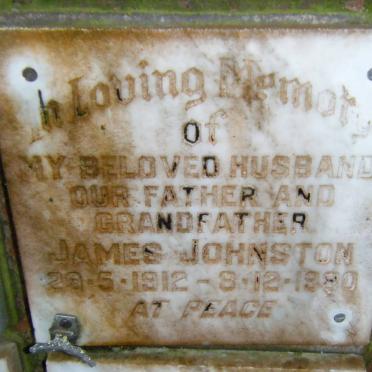 In Loving Memory
of
MY BELOVED HUSBAND
OUR FATHER AND
GRANDFATHER
JAMES JOHNSTON
29-5-1912 - 8-12-1980
AT PEACE